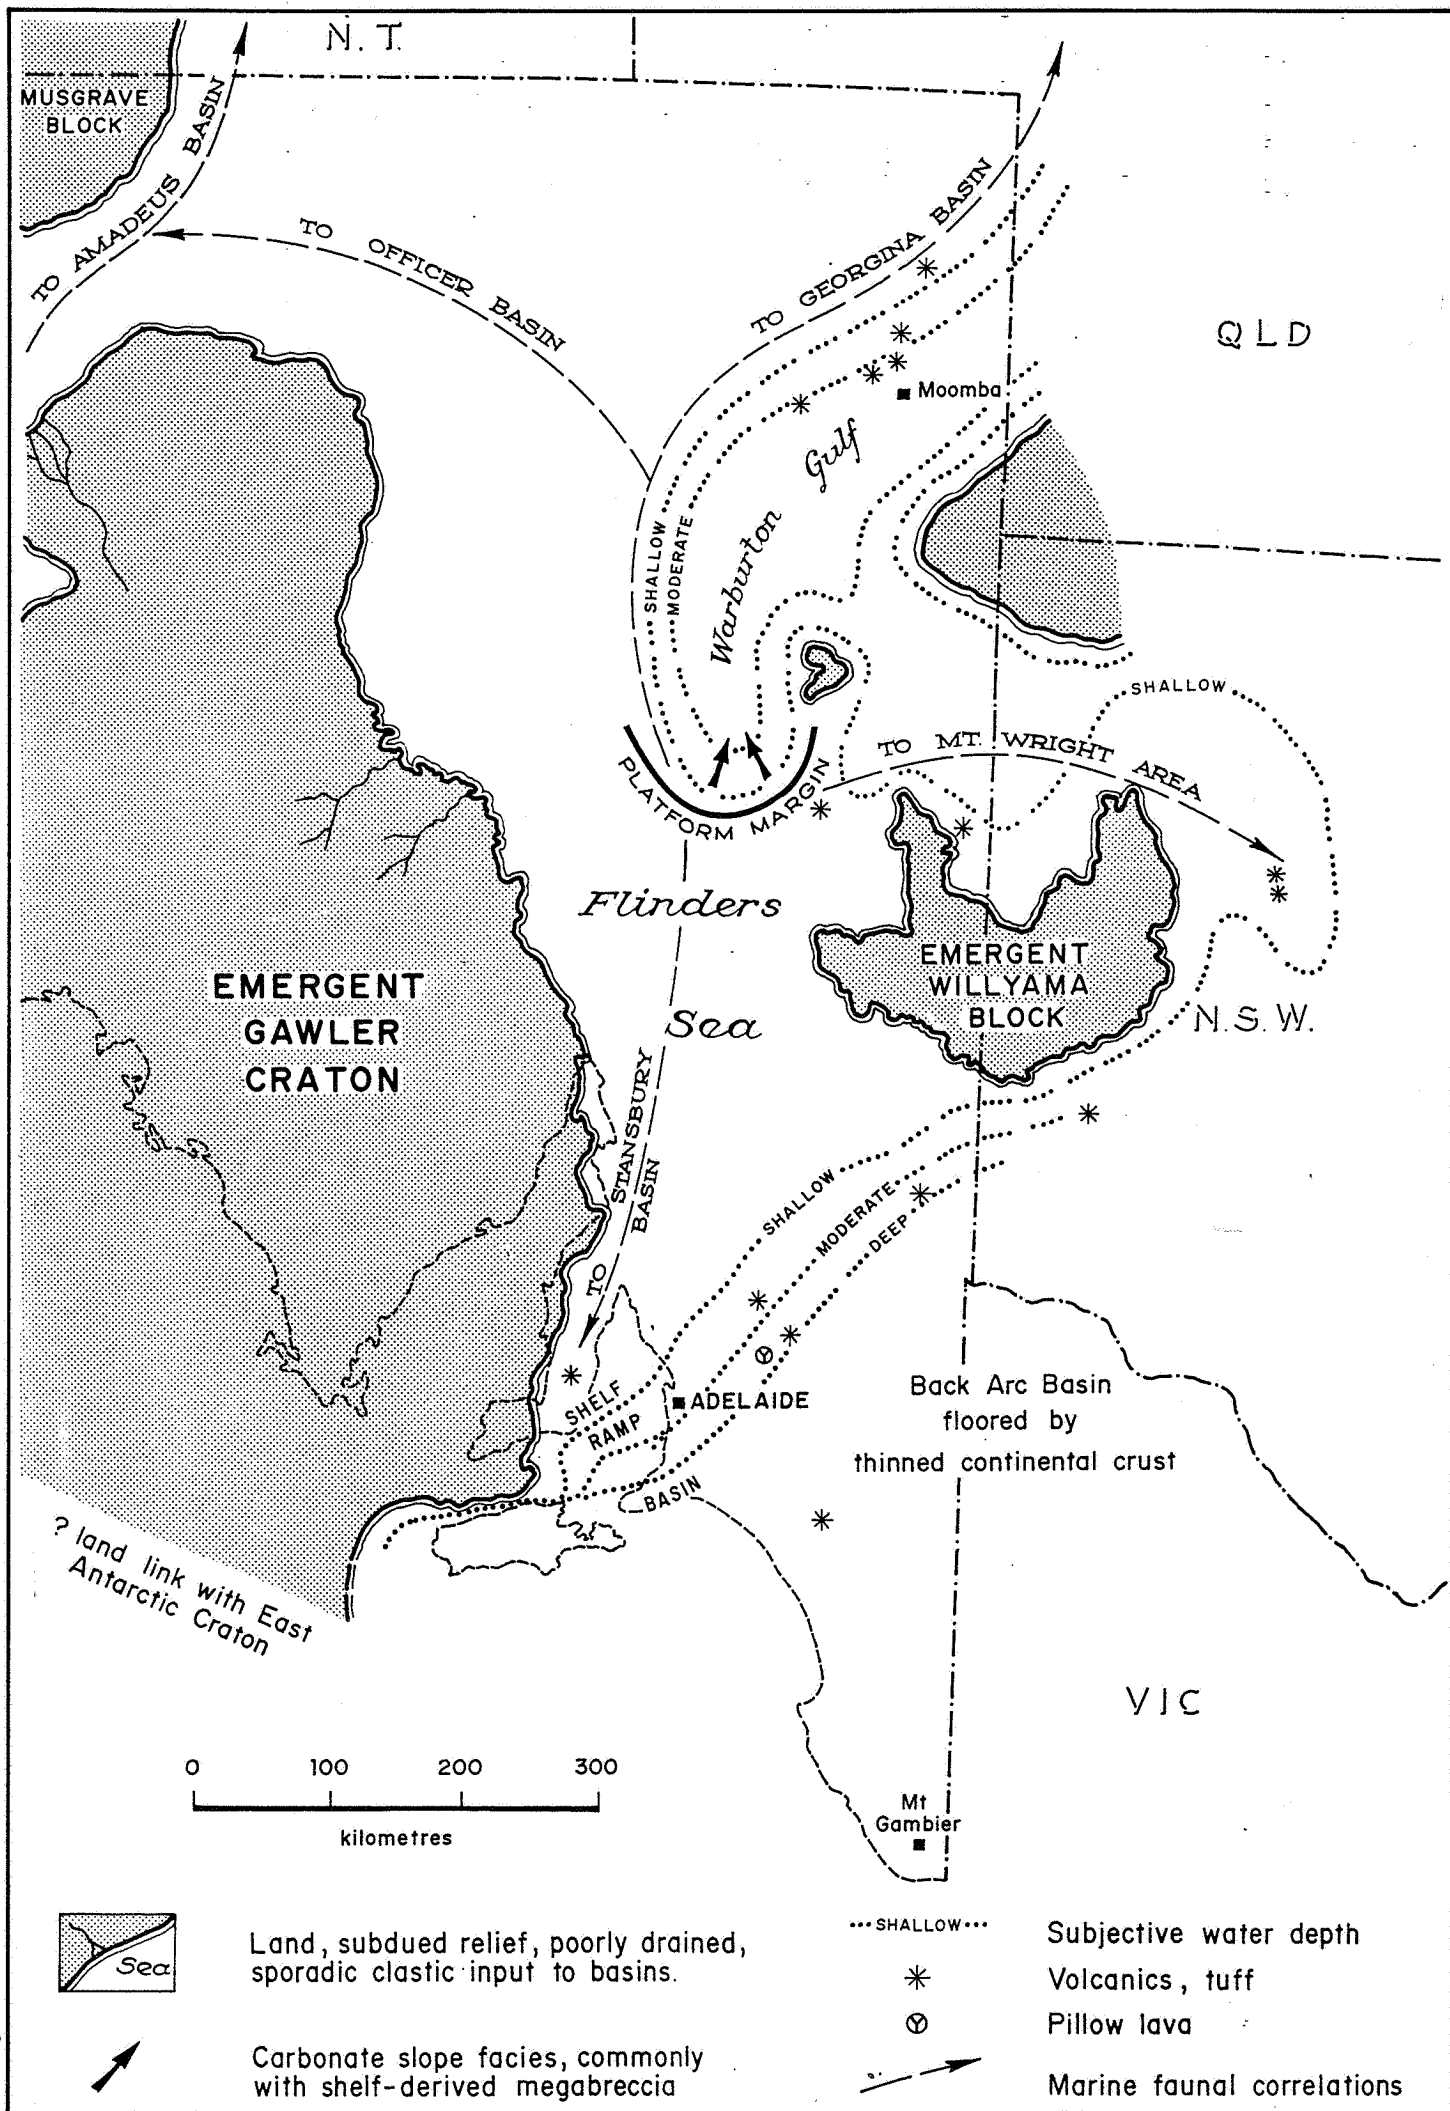 N. T.
MUSGRAVE
BLOCK
TO AMADEUS BASIN
TO OFFICER BASIN
TO GEORGINA BASIN
QLD
Moomba
Warburton Gulf
SHALLOW
MODERATE
SHALLOW
TO MT. WRIGHT AREA
PLATFORM MARGIN
Flinders
Sea
EMERGENT
WILLYAMA
BLOCK
N.S.W.
EMERGENT
GAWLER
CRATON
TO STANSBURY
BASIN
SHALLOW
MODERATE
DEEP
SHELF
RAMP
ADELAIDE
BASIN
Back Arc Basin
floored by
thinned continental crust
? land link with East
Antarctic Craton
VIC
0 100 200 300
kilometres
Mt
Gambier
Sea
Land, subdued relief, poorly drained,
sporadic clastic input to basins.
Carbonate slope facies, commonly
with shelf-derived megabreccia
SHALLOW
Subjective water depth
Volcanics, tuff
Pillow lava
Marine faunal correlations